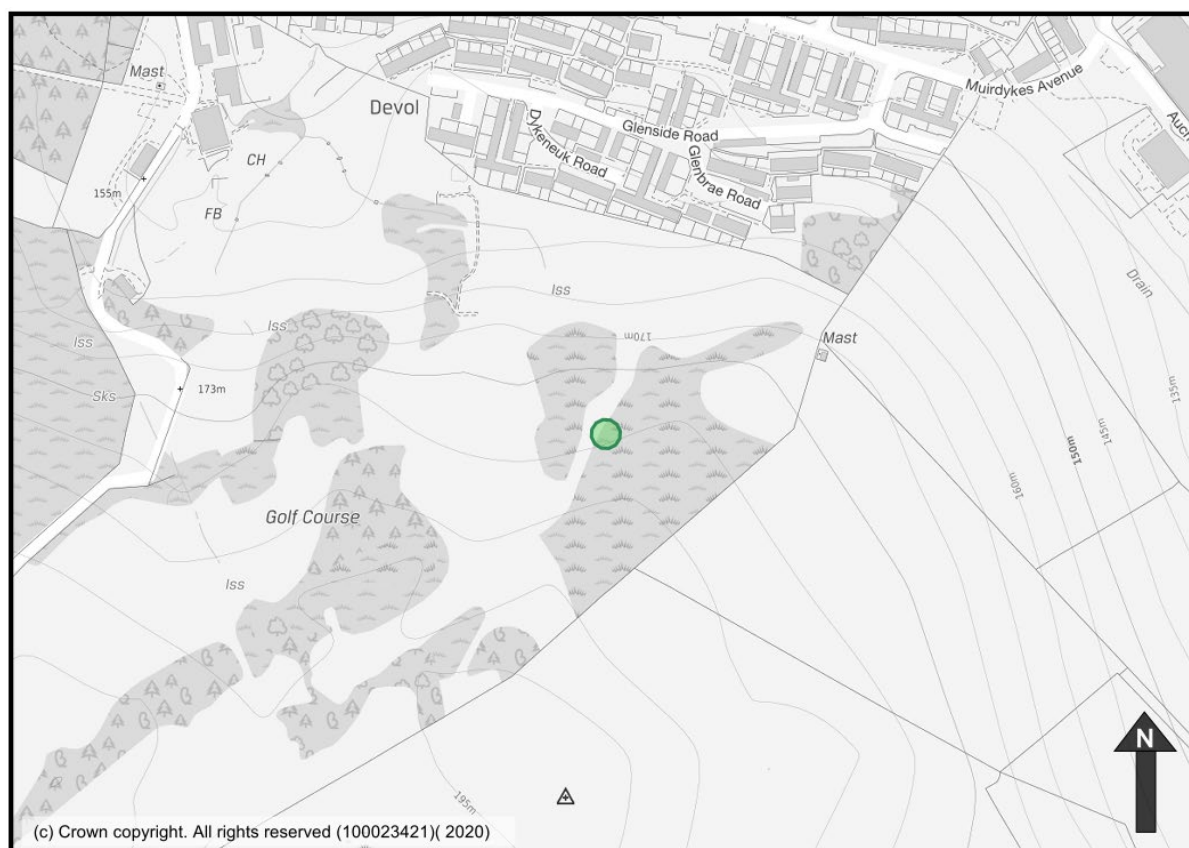 Mast
Devol
Muirdykes Avenue
Glenside Road
Dykeneuk Road
Glenbrae Road
CH
155m
FB
Drain
Iss
Iss
170m
Iss
Mast
Sks
173m
135m
145m
150m
160m
Golf Course
Iss
N
195m
(c) Crown copyright. All rights reserved (100023421)( 2020)